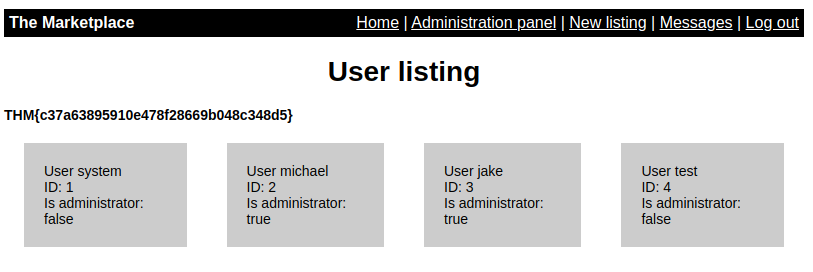 The Marketplace Home | Administration panel | New listing | Messages | Log out
User listing
THM{c37a63895910e478f28669b048c348d5}
User system
ID: 1
Is administrator:
false
User michael
ID: 2
Is administrator:
true
User jake
ID: 3
Is administrator:
true
User test
ID: 4
Is administrator:
false